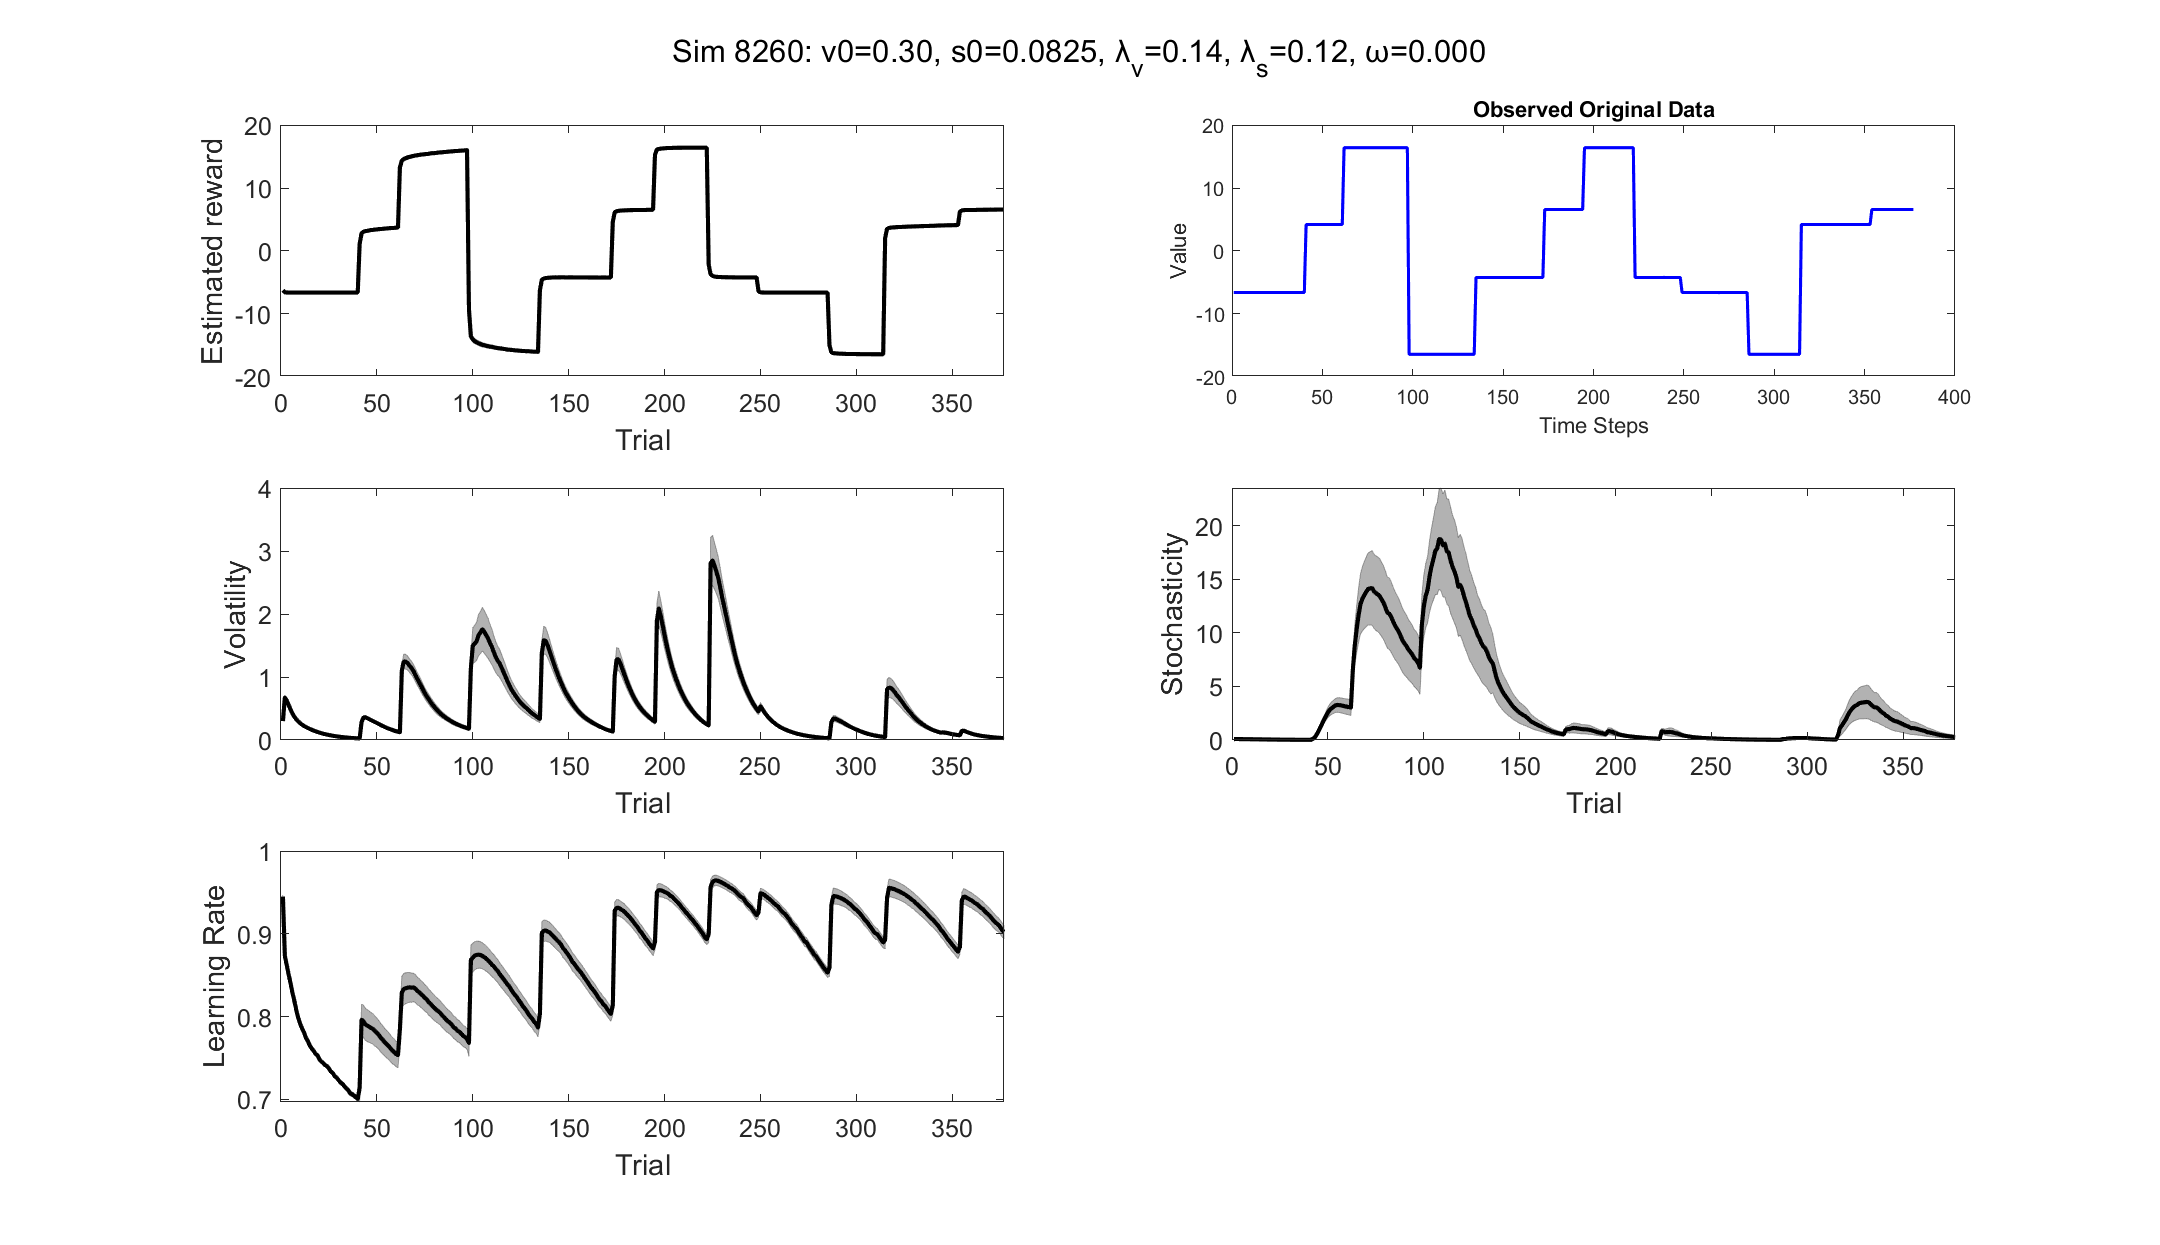 Sim 8260: v0=0.30, s0=0.0825, λv=0.14, λs=0.12, ω=0.000
20
10
0
-10
-20
Estimated reward
0 50 100 150 200 250 300 350
Trial
Observed Original Data
20
10
0
-10
-20
Value
0 50 100 150 200 250 300 350 400
Time Steps
4
3
2
1
0
Volatility
0 50 100 150 200 250 300 350
Trial
20
15
10
5
0
Stochasticity
0 50 100 150 200 250 300 350
Trial
1
0.9
0.8
0.7
Learning Rate
0 50 100 150 200 250 300 350
Trial